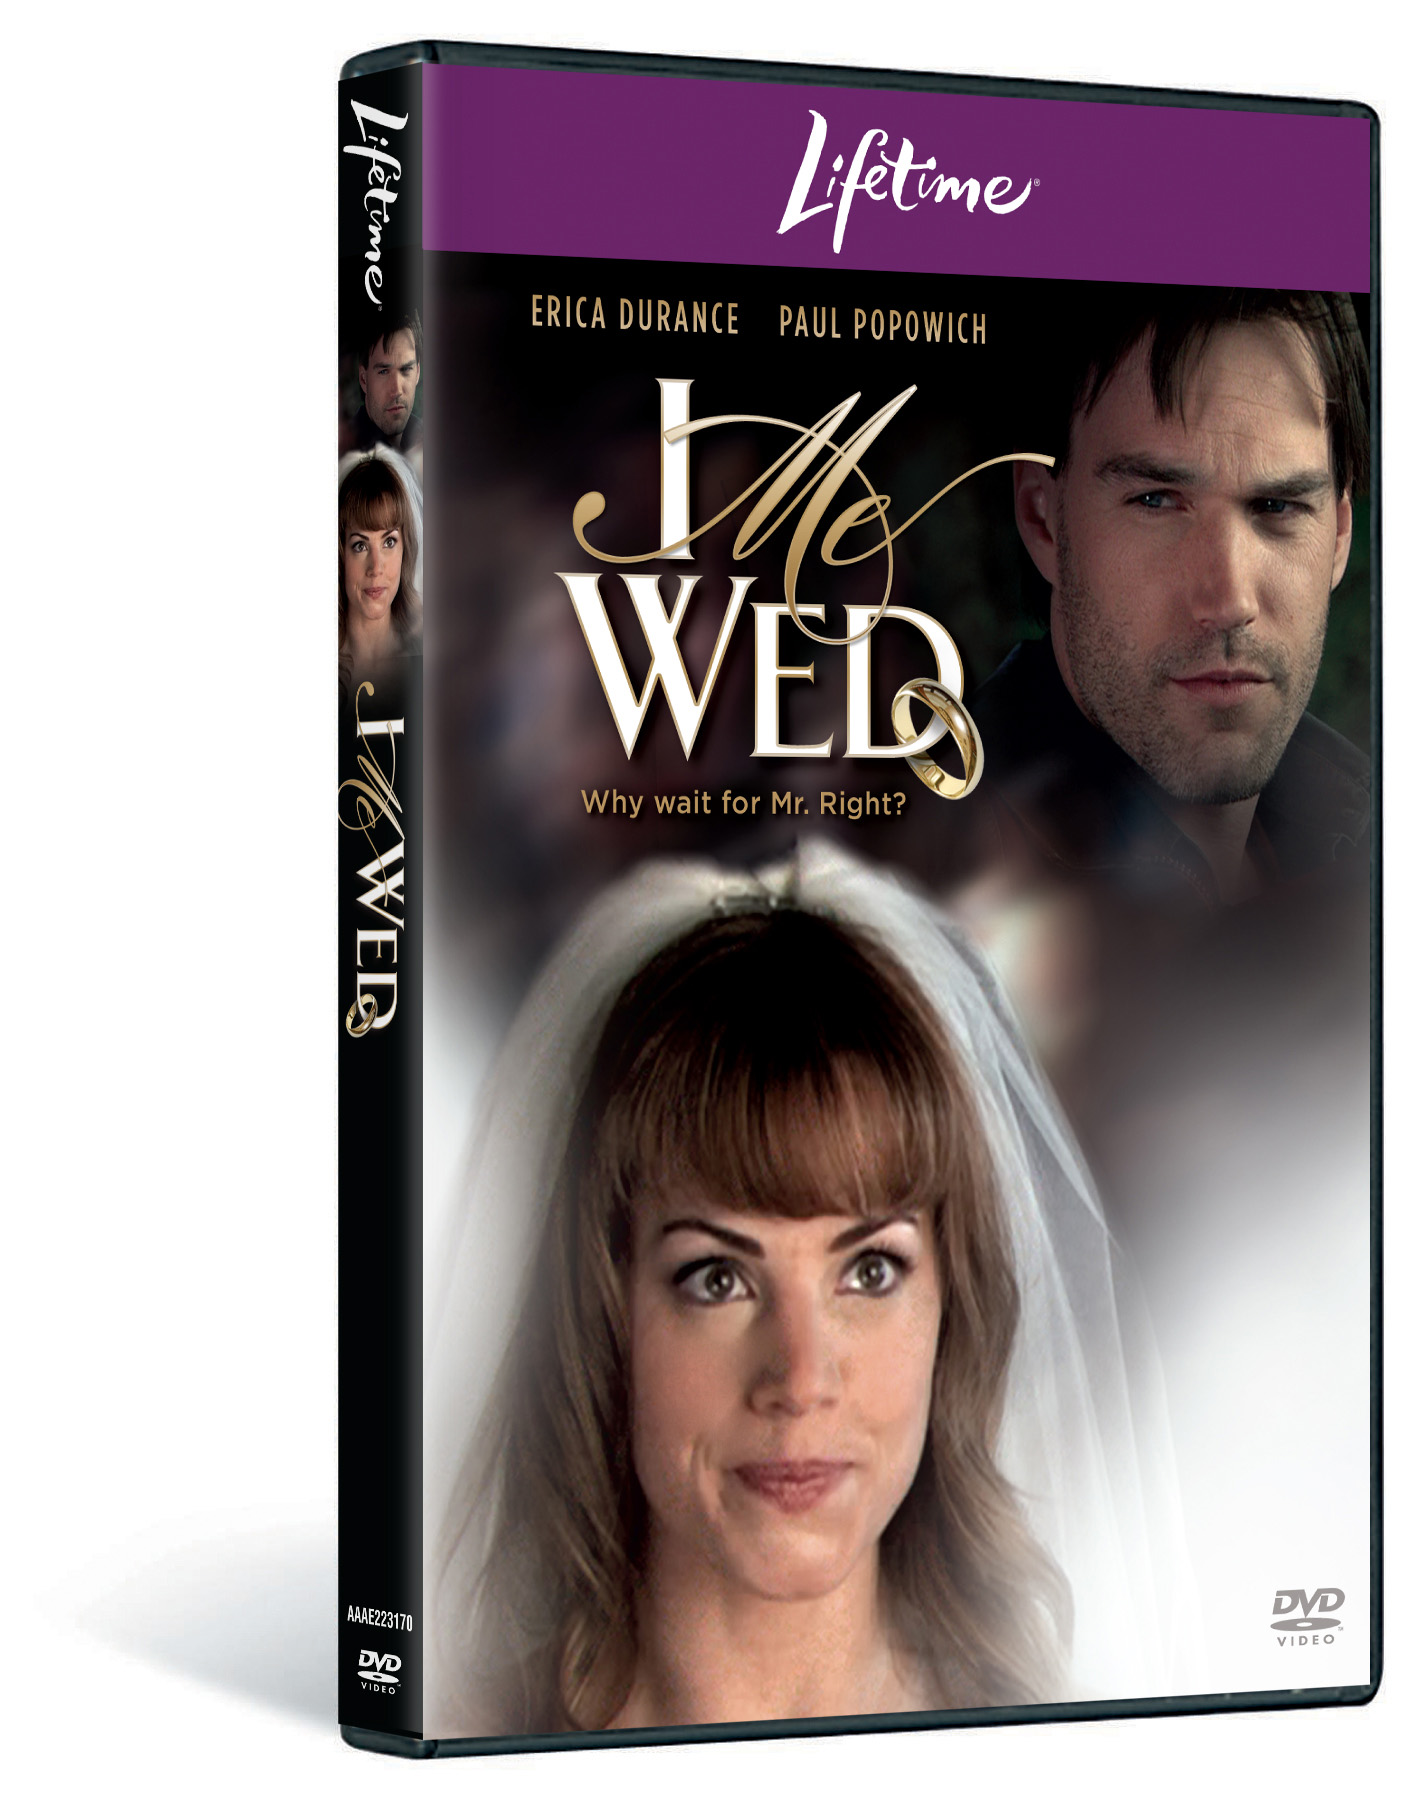 Lifetime®
ERICA DURANCE PAUL POPOWICH
I Me
WED
Why wait for Mr. Right?
DVD
VIDEO
Lifetime
I Me WED
AAAE223170
DVD
VIDEO